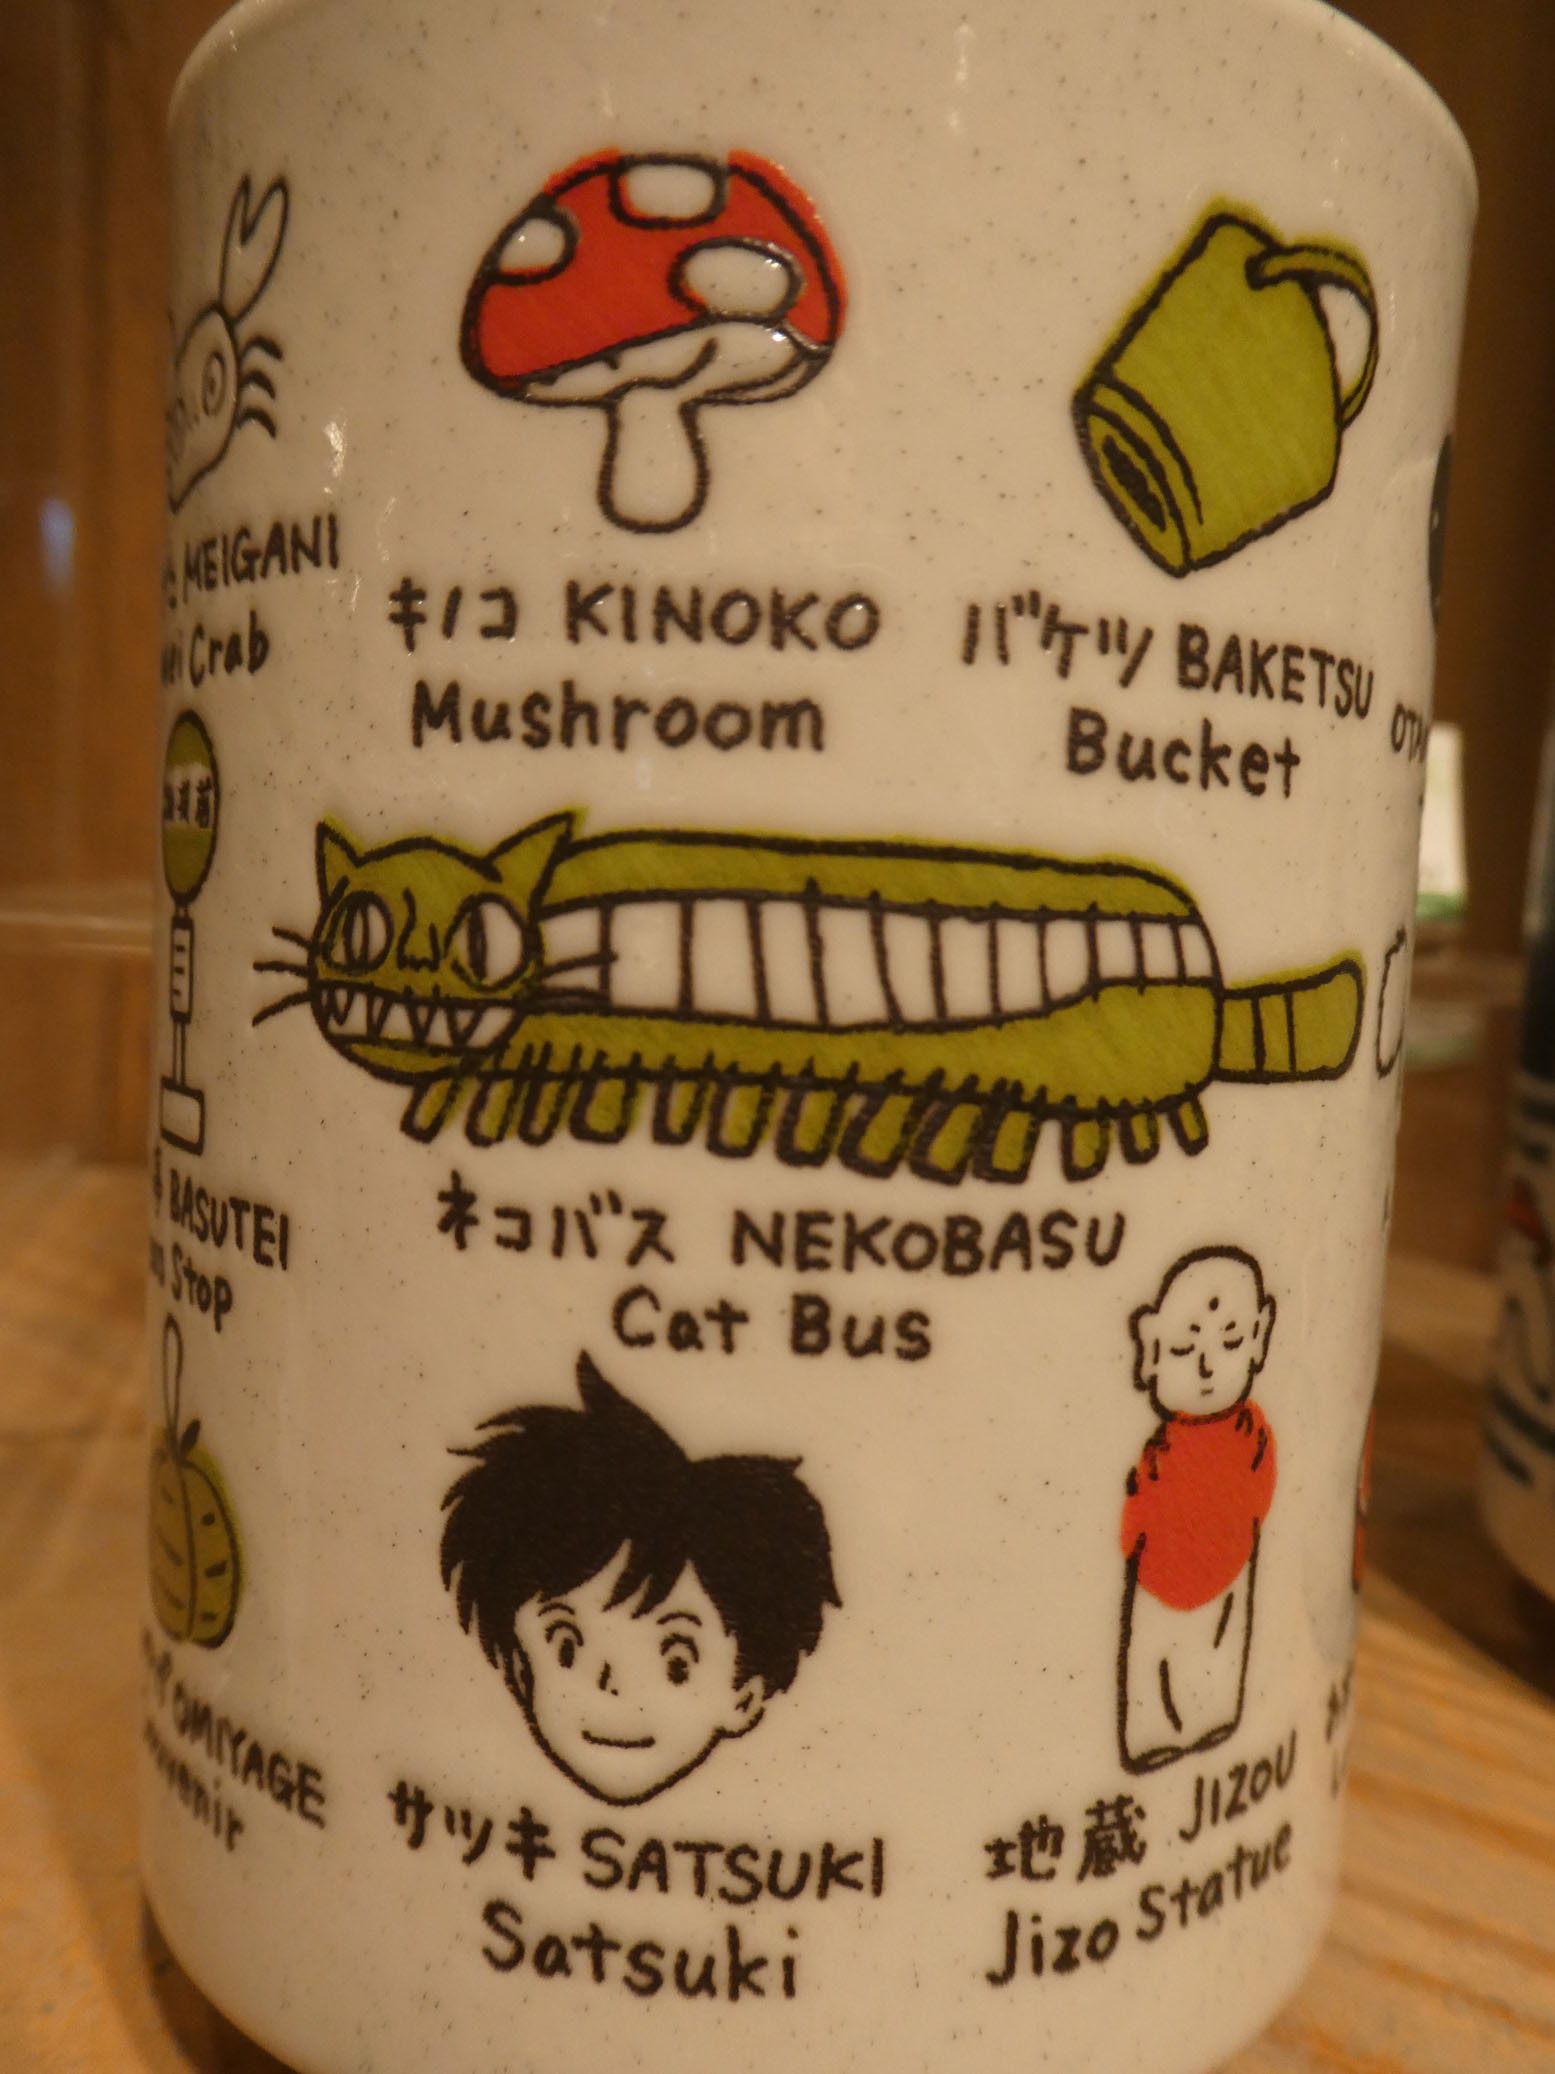 MEIGANI
Crab
キノコ KINOKO
Mushroom
バケツ BAKETSU
Bucket
BASUTEI
Stop
ネコバス NEKOBASU
Cat Bus
OMIYAGE
サツキ SATSUKI
Satsuki
地蔵 JIZOU
Jizo Statue